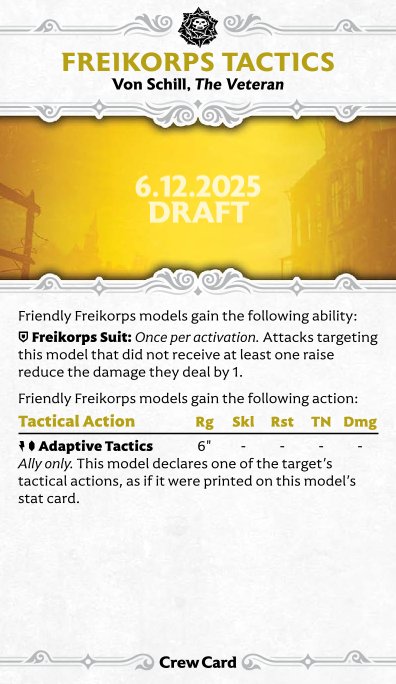 FREIKORPS TACTICS
Von Schill, The Veteran
6.12.2025
DRAFT
Friendly Freikorps models gain the following ability:
Freikorps Suit: Once per activation. Attacks targeting
this model that did not receive at least one raise
reduce the damage they deal by 1.
Friendly Freikorps models gain the following action:
Tactical Action Rg Skl Rst TN Dmg
Adaptive Tactics 6" - - - -
Ally only. This model declares one of the target's
tactical actions, as if it were printed on this model's
stat card.
Crew Card